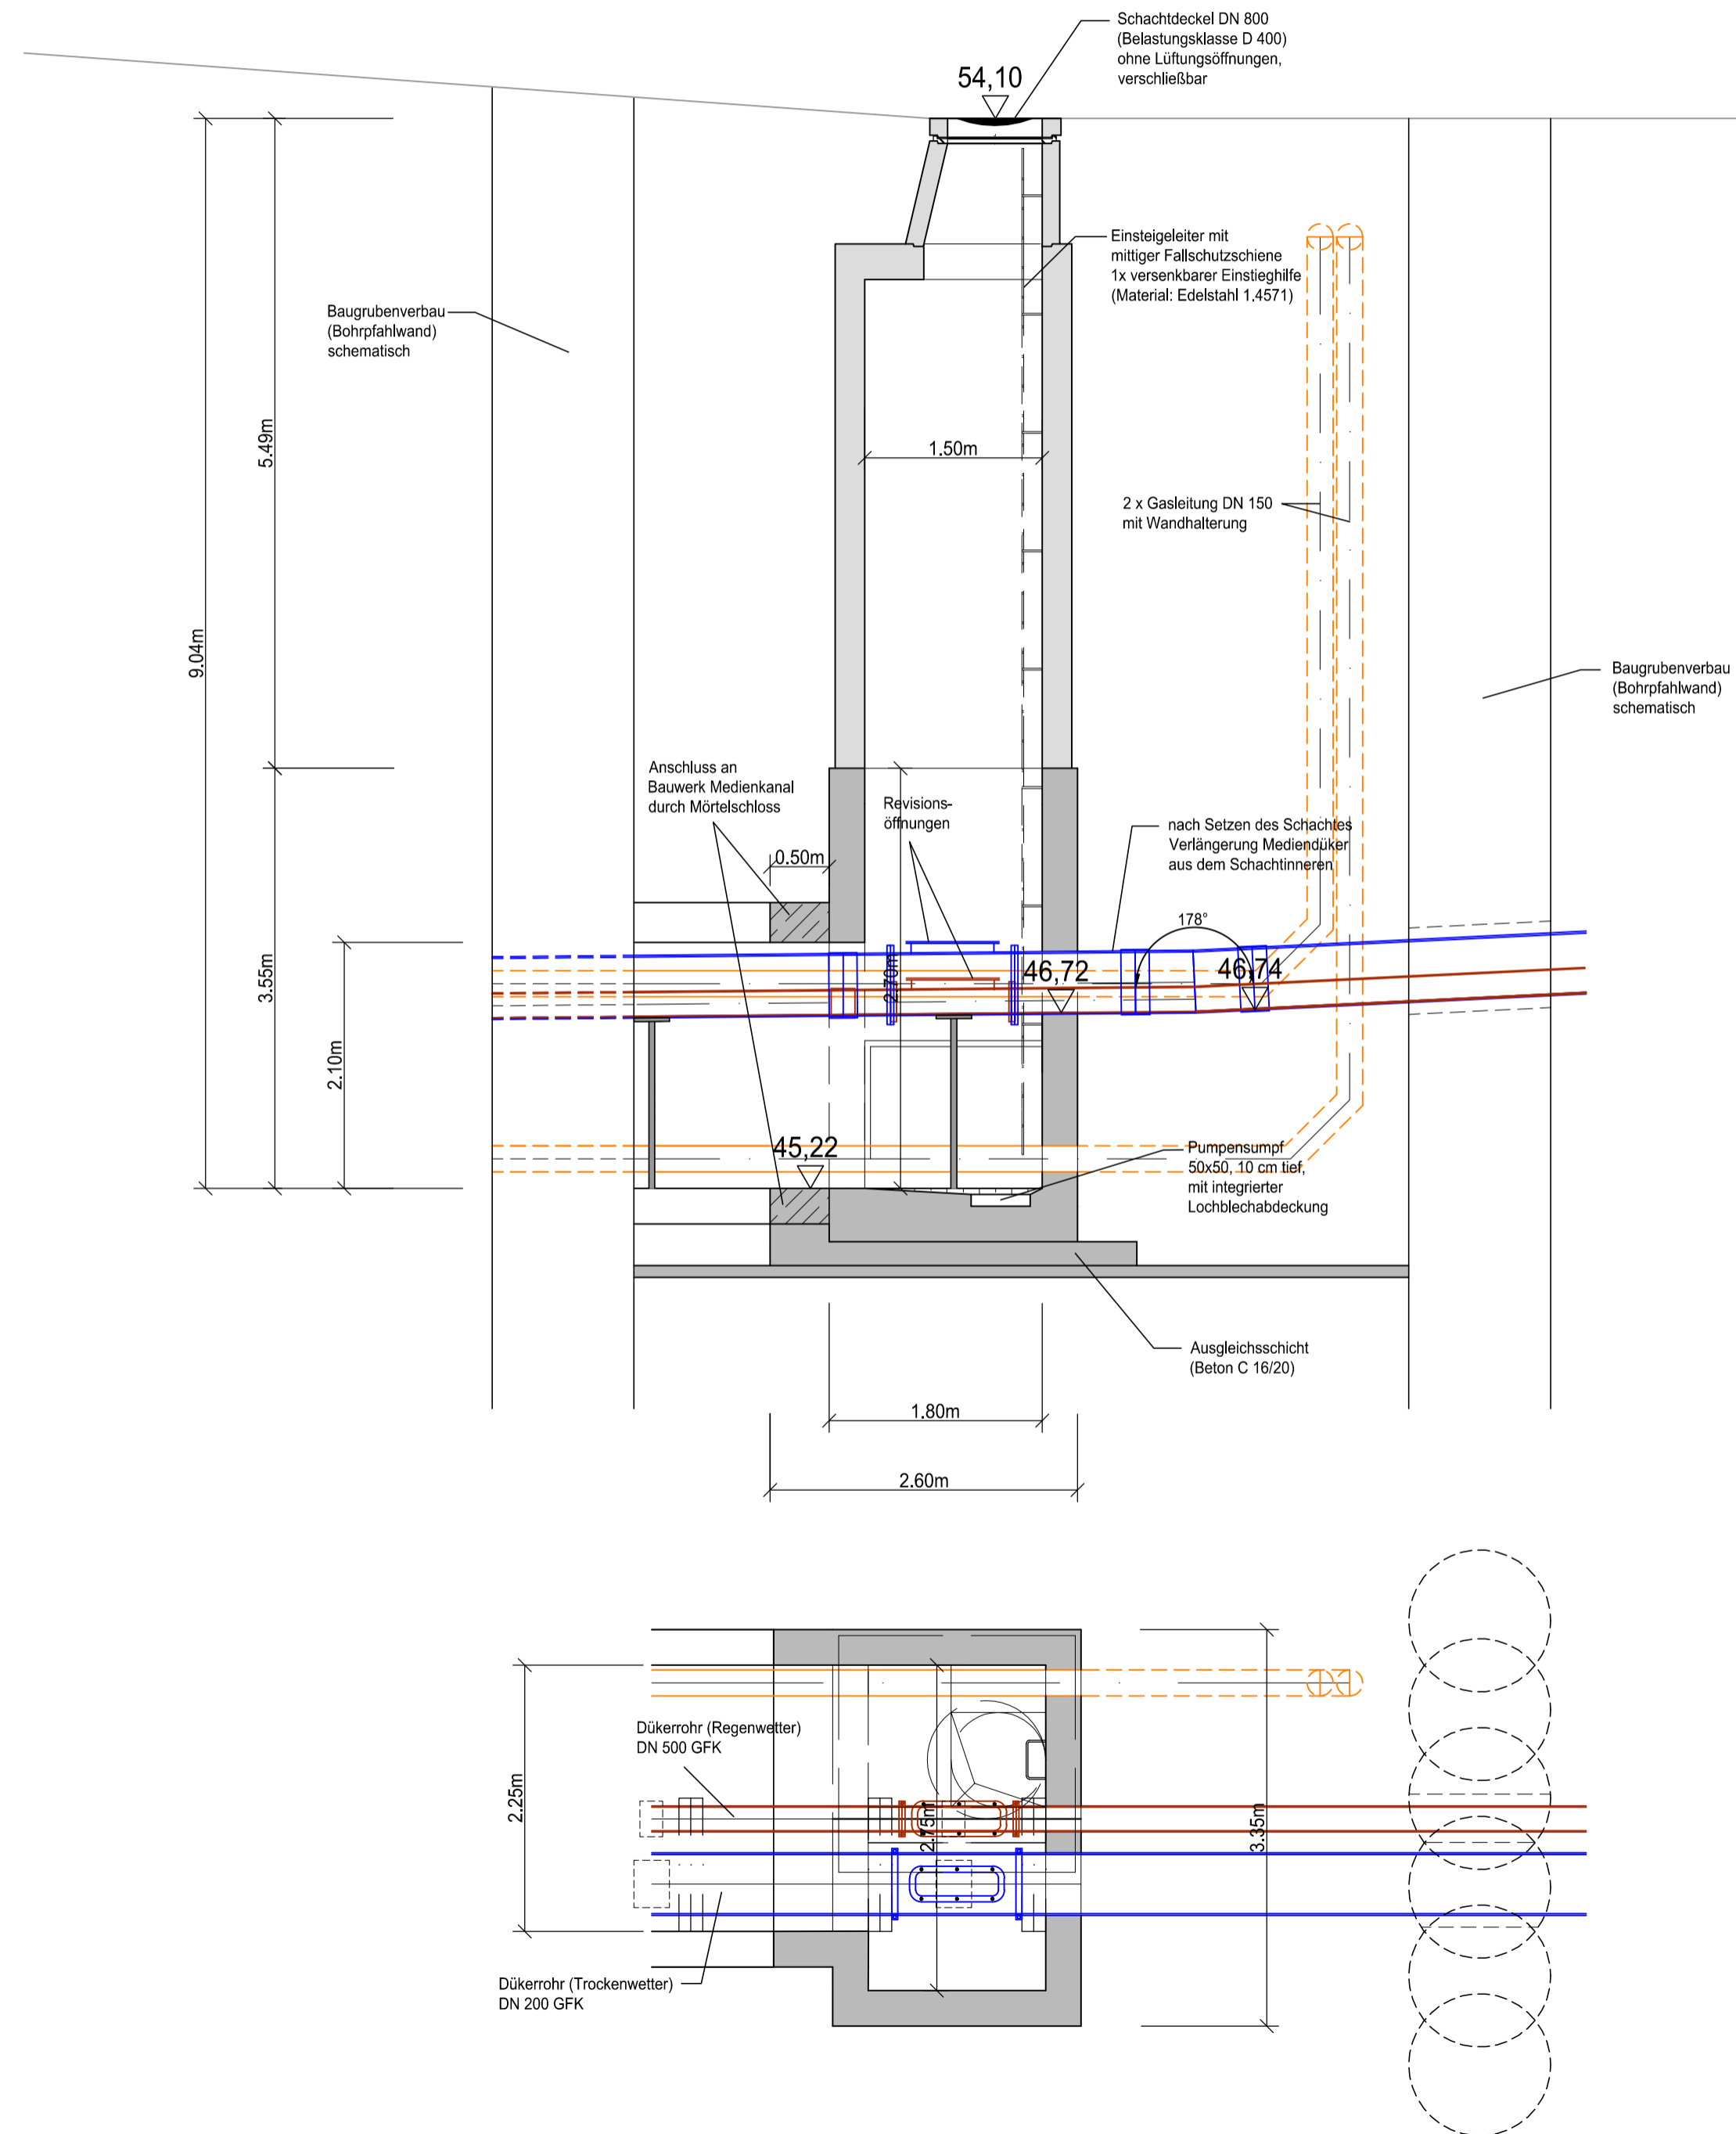 Schachtdeckel DN 800
(Belastungsklasse D 400)
ohne Lüftungsöffnungen,
verschließbar
54,10
Einsteigeleiter mit
mittiger Fallschutzschiene
1x versenkbarer Einstieghilfe
(Material: Edelstahl 1.4571)
Baugrubenverbau
(Bohrpfahlwand)
schematisch
5.49m
1.50m
2 x Gasleitung DN 150
mit Wandhalterung
9.04m
Baugrubenverbau
(Bohrpfahlwand)
schematisch
Anschluss an
Bauwerk Medienkanal
durch Mörtelschloss
Revisions-
öffnungen
nach Setzen des Schachtes
Verlängerung Mediendüker
aus dem Schachtinneren
0.50m
178°
3.55m
2.70m
46,72
46,74
2.10m
45,22
Pumpensumpf
50x50, 10 cm tief,
mit integrierter
Lochblechabdeckung
Ausgleichsschicht
(Beton C 16/20)
1.80m
2.60m
Dükerrohr (Regenwetter)
DN 500 GFK
2.25m
2.75m
3.35m
Dükerrohr (Trockenwetter)
DN 200 GFK